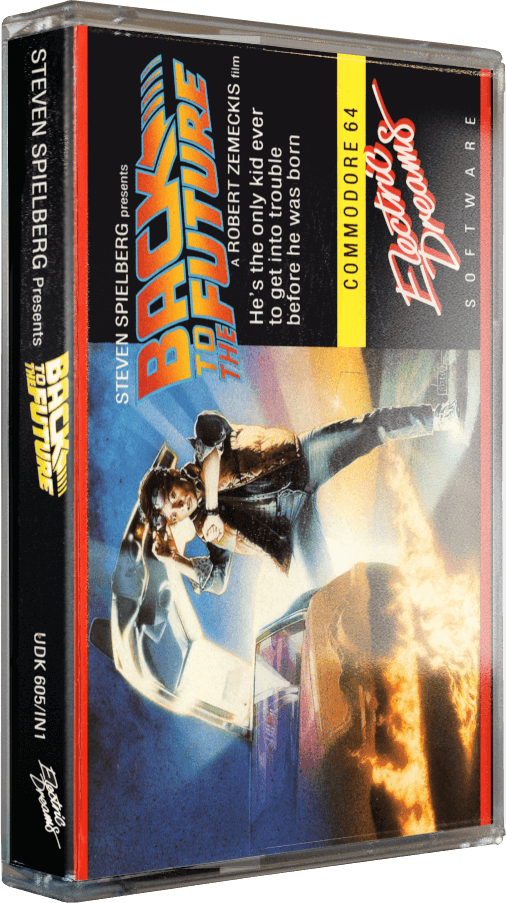 STEVEN SPIELBERG presents
BACK
TO THE
FUTURE
A ROBERT ZEMECKIS film
He's the only kid ever
to get into trouble
before he was born
COMMODORE 64
Electric
Dreams
SOFTWARE
STEVEN SPIELBERG Presents
BACK
TO THE
FUTURE
UDK 605/IN1
Electric
Dreams